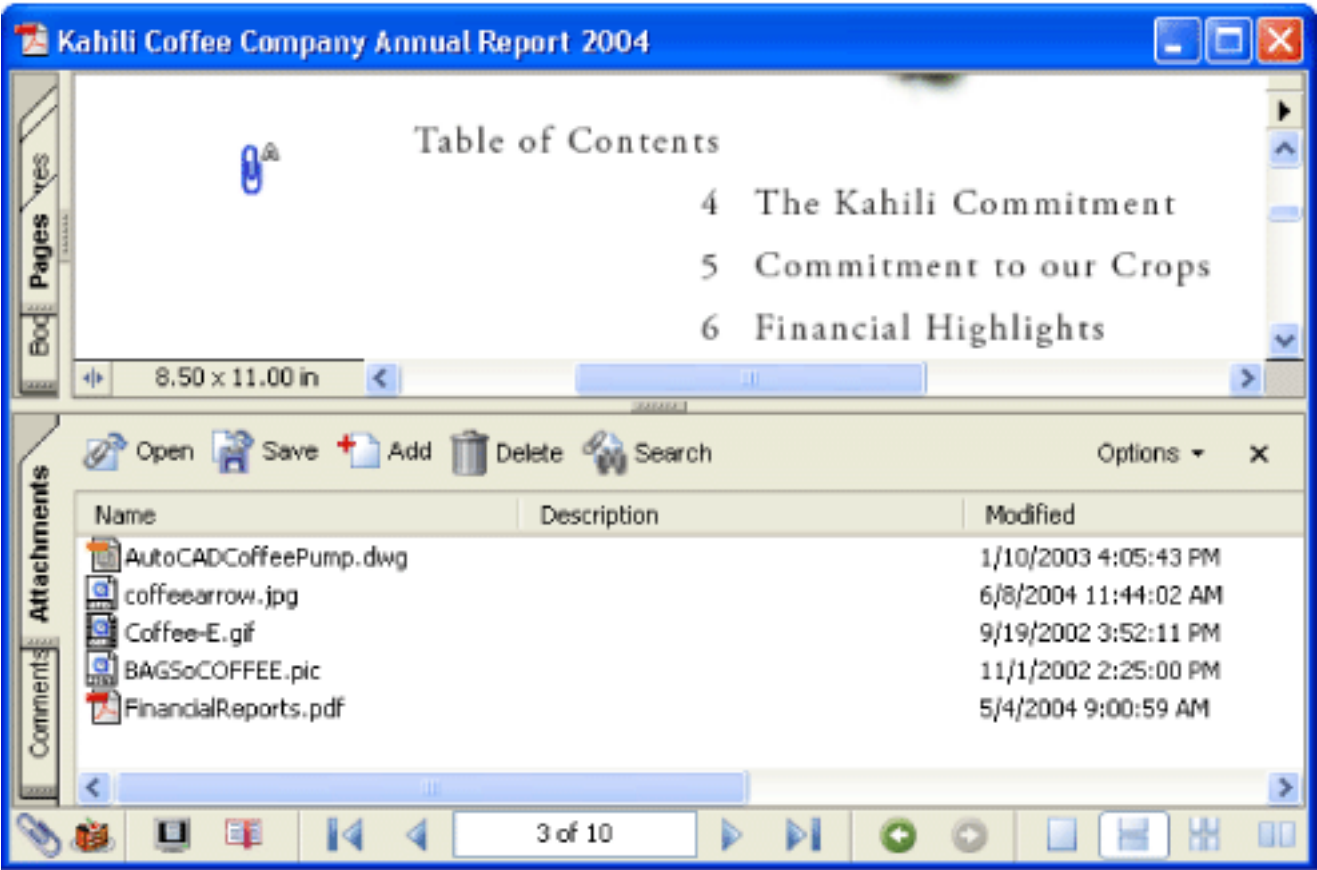 Kahili Coffee Company Annual Report 2004
Table of Contents
4 The Kahili Commitment
5 Commitment to our Crops
6 Financial Highlights
Pages
8.50 x 11.00 in
Open Save Add Delete Search Options
Attachments
Comments
Name Description Modified
AutoCADCoffeePump.dwg 1/10/2003 4:05:43 PM
coffeearrow.jpg 6/8/2004 11:44:02 AM
Coffee-E.gif 9/19/2002 3:52:11 PM
BAGSoCOFFEE.pic 11/1/2002 2:25:00 PM
FinancialReports.pdf 5/4/2004 9:00:59 AM
3 of 10